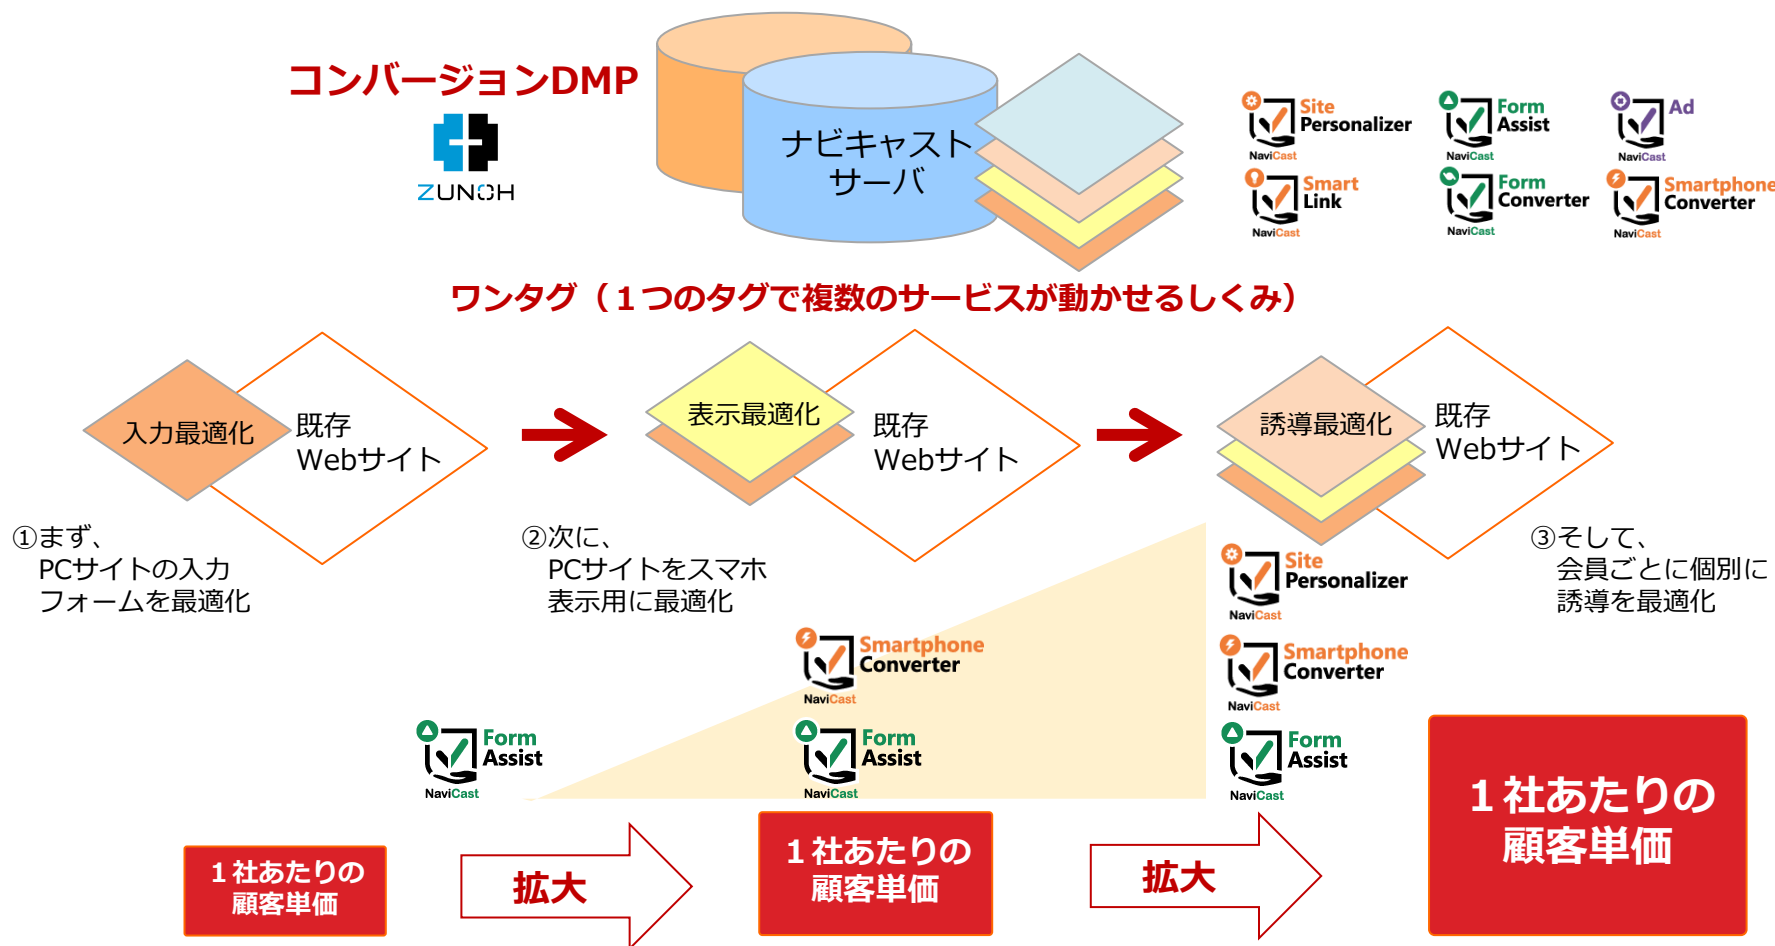 コンバージョンDMP
ZUNOH
ナビキャスト
サーバ
Site
Personalizer
NaviCast
Form
Assist
NaviCast
Ad
NaviCast
Smart
Link
NaviCast
Form
Converter
NaviCast
Smartphone
Converter
NaviCast
ワンタグ（１つのタグで複数のサービスが動かせるしくみ）
入力最適化
既存
Webサイト
表示最適化
既存
Webサイト
誘導最適化
既存
Webサイト
①まず、
PCサイトの入力
フォームを最適化
②次に、
PCサイトをスマホ
表示用に最適化
③そして、
会員ごとに個別に
誘導を最適化
Site
Personalizer
NaviCast
Smartphone
Converter
NaviCast
Smartphone
Converter
NaviCast
Form
Assist
NaviCast
Form
Assist
NaviCast
Form
Assist
NaviCast
１社あたりの
顧客単価
拡大
１社あたりの
顧客単価
拡大
１社あたりの
顧客単価